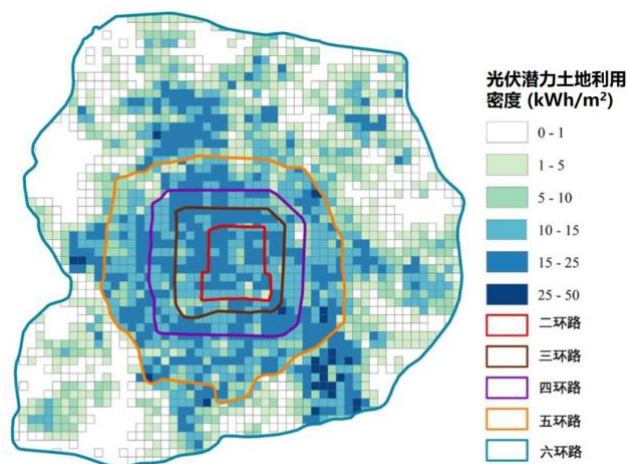 光伏潜力土地利用
密度 (kWh/m²)
0 - 1
1 - 5
5 - 10
10 - 15
15 - 25
25 - 50
二环路
三环路
四环路
五环路
六环路